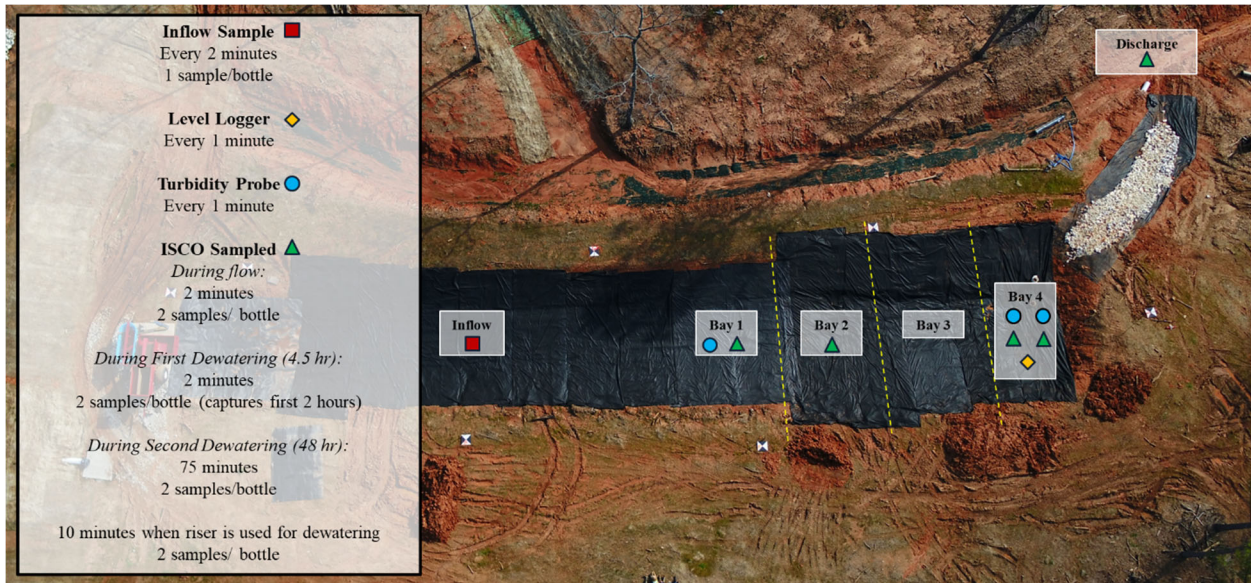 Inflow Sample
Every 2 minutes
1 sample/bottle
Level Logger
Every 1 minute
Turbidity Probe
Every 1 minute
ISCO Sampled
During flow:
2 minutes
2 samples/ bottle
During First Dewatering (4.5 hr):
2 minutes
2 samples/bottle (captures first 2 hours)
During Second Dewatering (48 hr):
75 minutes
2 samples/bottle
10 minutes when riser is used for dewatering
2 samples/ bottle
Inflow
Bay 1
Bay 2
Bay 3
Bay 4
Discharge